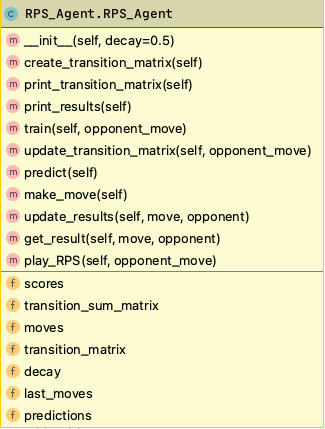 c RPS_Agent.RPS_Agent
m __init__(self, decay=0.5)
m create_transition_matrix(self)
m print_transition_matrix(self)
m print_results(self)
m train(self, opponent_move)
m update_transition_matrix(self, opponent_move)
m predict(self)
m make_move(self)
m update_results(self, move, opponent)
m get_result(self, move, opponent)
m play_RPS(self, opponent_move)
f scores
f transition_sum_matrix
f moves
f transition_matrix
f decay
f last_moves
f predictions